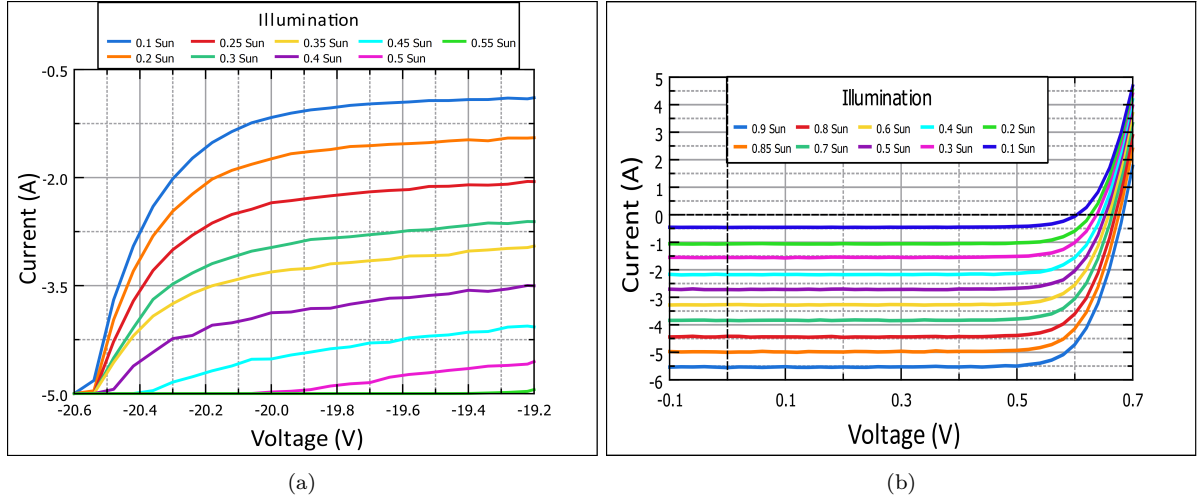 Illumination
0.1 Sun 0.25 Sun 0.35 Sun 0.45 Sun 0.55 Sun
0.2 Sun 0.3 Sun 0.4 Sun 0.5 Sun
-0.5
-2.0
-3.5
-5.0
Current (A)
-20.6 -20.4 -20.2 -20.0 -19.8 -19.6 -19.4 -19.2
Voltage (V)
(a)
Illumination
0.9 Sun 0.8 Sun 0.6 Sun 0.4 Sun 0.2 Sun
0.85 Sun 0.7 Sun 0.5 Sun 0.3 Sun 0.1 Sun
5
4
3
2
1
0
-1
-2
-3
-4
-5
-6
Current (A)
-0.1 0.1 0.3 0.5 0.7
Voltage (V)
(b)